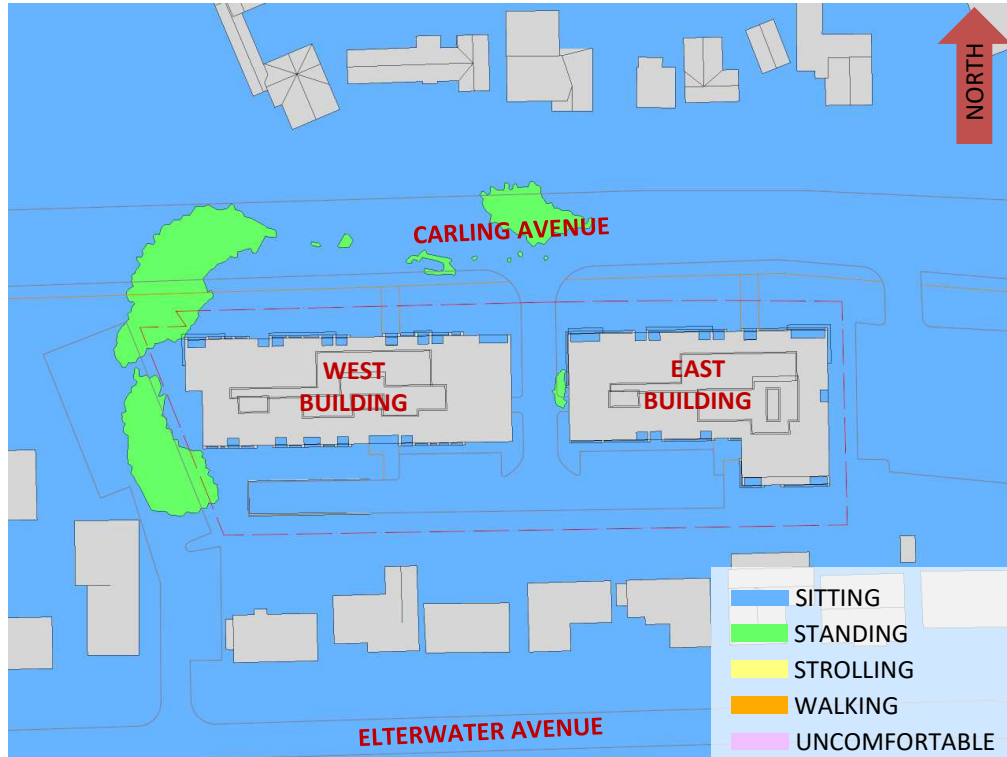 NORTH
CARLING AVENUE
WEST
BUILDING
EAST
BUILDING
SITTING
STANDING
STROLLING
WALKING
UNCOMFORTABLE
ELTERWATER AVENUE